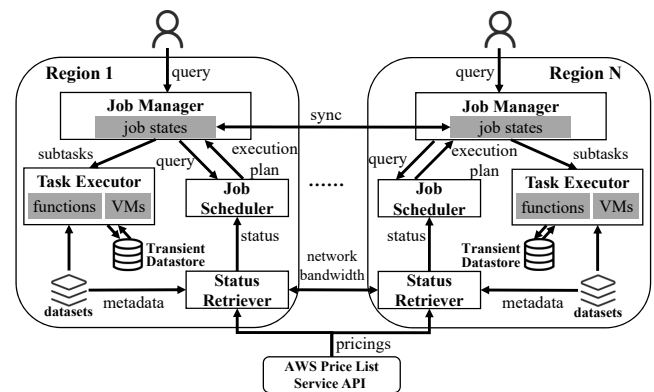 Region 1
Region N
query
query
Job Manager
job states
Job Manager
job states
sync
subtasks
query
execution
plan
query
execution
plan
subtasks
Task Executor
functions
VMs
Job
Scheduler
......
Job
Scheduler
Task Executor
functions
VMs
Transient
Datastore
status
network
bandwidth
status
Transient
Datastore
datasets
metadata
Status
Retriever
Status
Retriever
metadata
datasets
pricings
AWS Price List
Service API